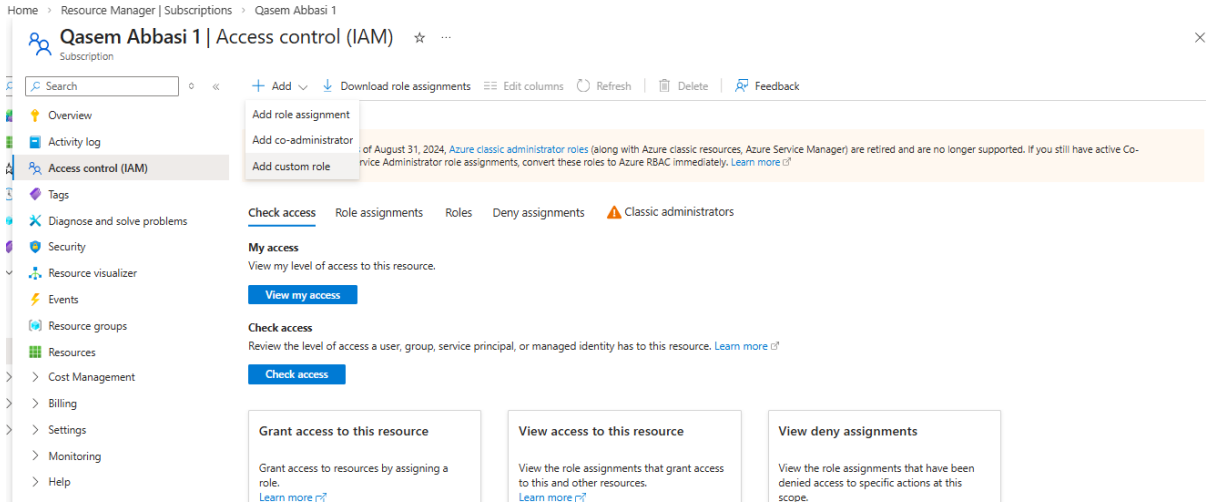 Home > Resource Manager | Subscriptions > Qasem Abbasi 1
Qasem Abbasi 1 | Access control (IAM)
Subscription
Search
Add
Download role assignments
Edit columns
Refresh
Delete
Feedback
Overview
Activity log
Access control (IAM)
Tags
Diagnose and solve problems
Security
Resource visualizer
Events
Resource groups
Resources
Cost Management
Billing
Settings
Monitoring
Help
Add role assignment
Add co-administrator
Add custom role
of August 31, 2024, Azure classic administrator roles (along with Azure classic resources, Azure Service Manager) are retired and are no longer supported. If you still have active Co-
rvice Administrator role assignments, convert these roles to Azure RBAC immediately. Learn more
Check access
Role assignments
Roles
Deny assignments
Classic administrators
My access
View my level of access to this resource.
View my access
Check access
Review the level of access a user, group, service principal, or managed identity has to this resource. Learn more
Check access
Grant access to this resource
Grant access to resources by assigning a
role.
Learn more
View access to this resource
View the role assignments that grant access
to this and other resources.
Learn more
View deny assignments
View the role assignments that have been
denied access to specific actions at this
scope.